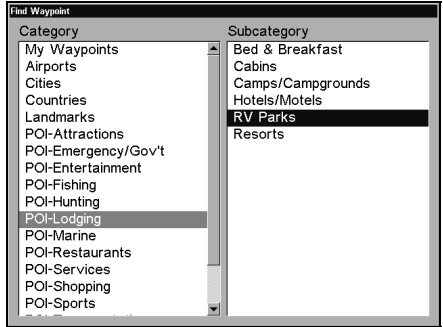 Find Waypoint
Category
My Waypoints
Airports
Cities
Countries
Landmarks
POI-Attractions
POI-Emergency/Gov't
POI-Entertainment
POI-Fishing
POI-Hunting
POI-Lodging
POI-Marine
POI-Restaurants
POI-Services
POI-Shopping
POI-Sports
Subcategory
Bed & Breakfast
Cabins
Camps/Campgrounds
Hotels/Motels
RV Parks
Resorts